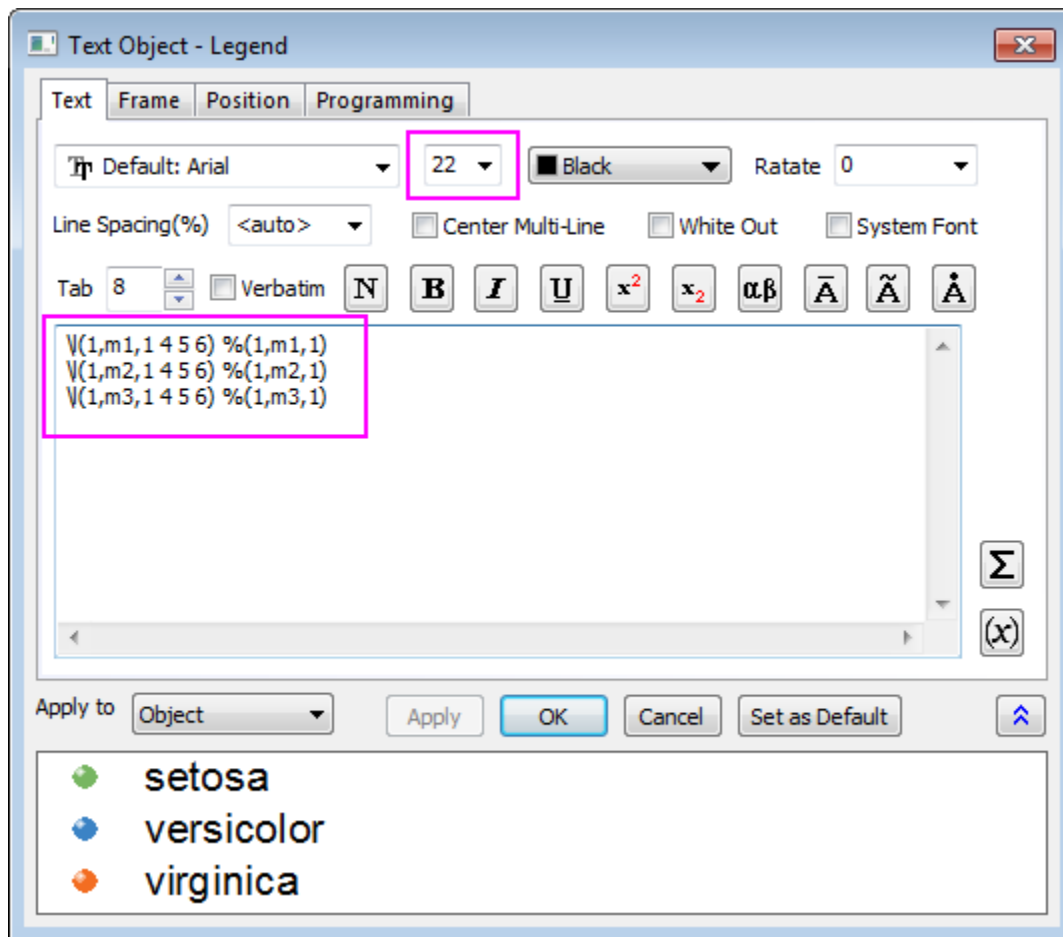 Text Object - Legend
Text Frame Position Programming
Default: Arial 22 Black Ratate 0
Line Spacing(%) <auto> Center Multi-Line White Out System Font
Tab 8 Verbatim N B I U x² x₂ αβ Ā Ã Å
\l(1,m1,1 4 5 6) %(1,m1,1)
\l(1,m2,1 4 5 6) %(1,m2,1)
\l(1,m3,1 4 5 6) %(1,m3,1)
Σ
(x)
Apply to Object Apply OK Cancel Set as Default
setosa
versicolor
virginica